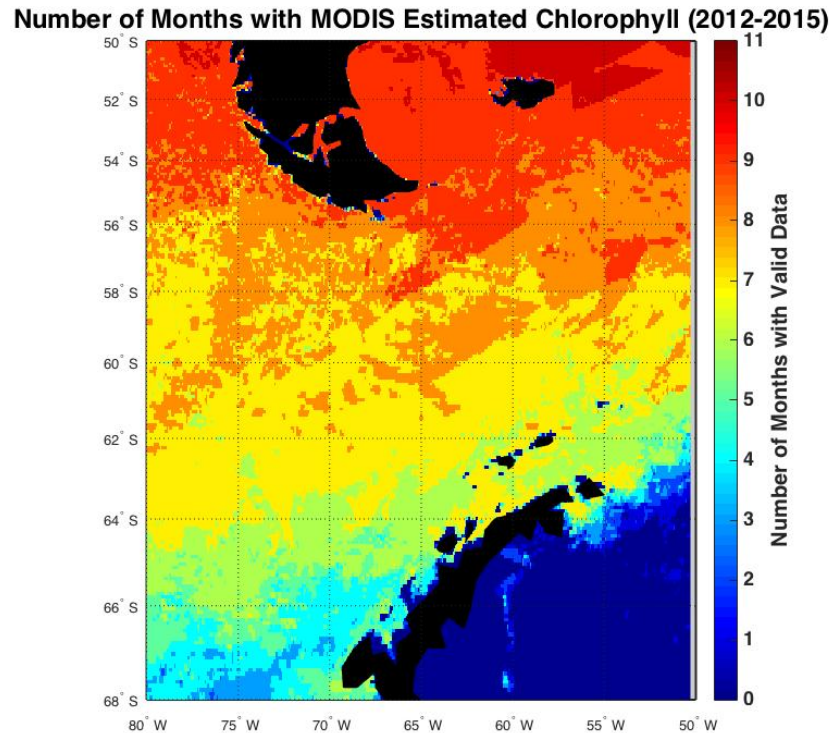 Number of Months with MODIS Estimated Chlorophyll (2012-2015)
50° S
52° S
54° S
56° S
58° S
60° S
62° S
64° S
66° S
68° S
80° W
75° W
70° W
65° W
60° W
55° W
50° W
11
10
9
8
7
6
5
4
3
2
1
0
Number of Months with Valid Data